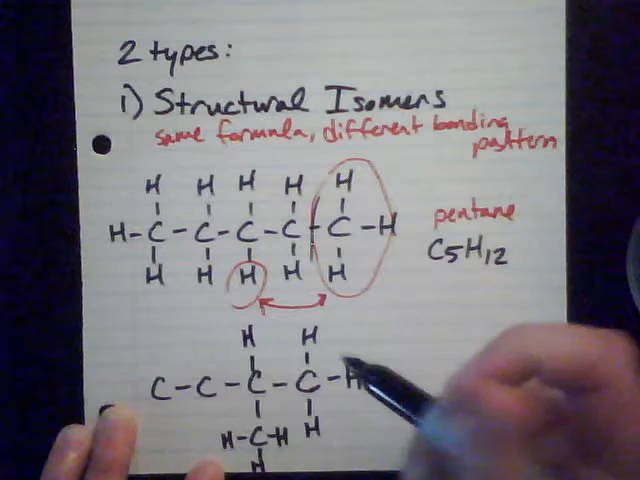 2 types:
1) Structural Isomers
same formula, different bonding
pattern
H H H H H
H-C-C-C-C-C-H
H H H H H
pentane
C5H12
H H
C-C-C-C-H
H-C-H H
H